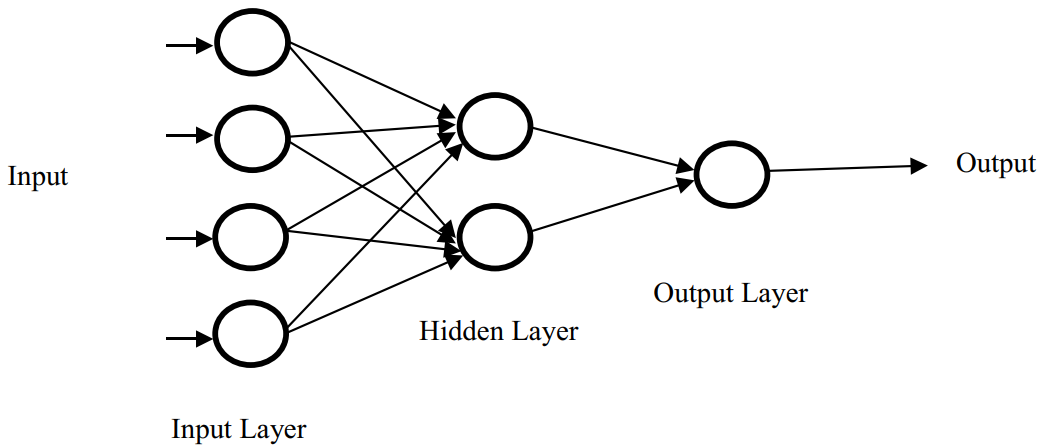 Input
Output
Output Layer
Hidden Layer
Input Layer